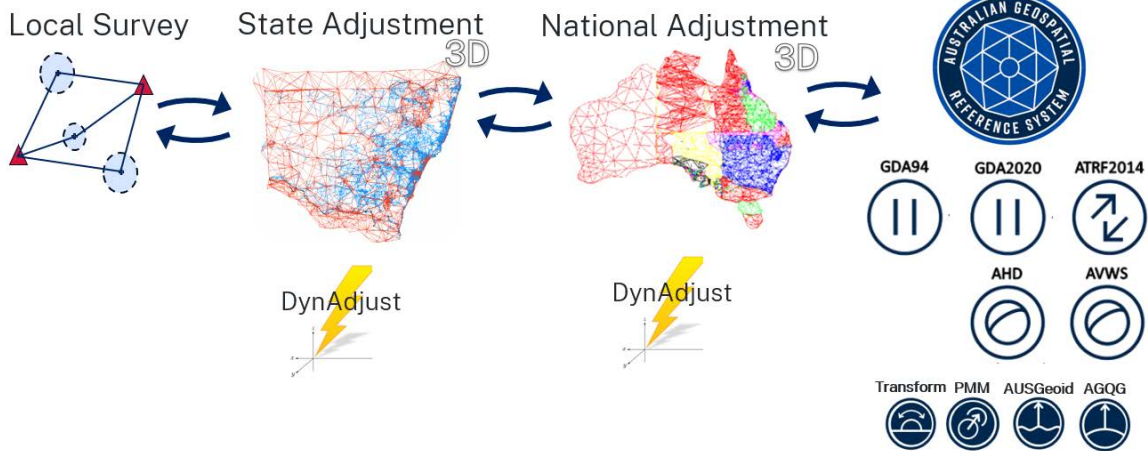 Local Survey
State Adjustment
3D
National Adjustment
3D
AUSTRALIAN GEOSPATIAL
REFERENCE SYSTEM
GDA94
GDA2020
ATRF2014
AHD
AVWS
DynAdjust
z
x
y
DynAdjust
z
x
y
Transform
PMM
AUSGeoid
AGQG